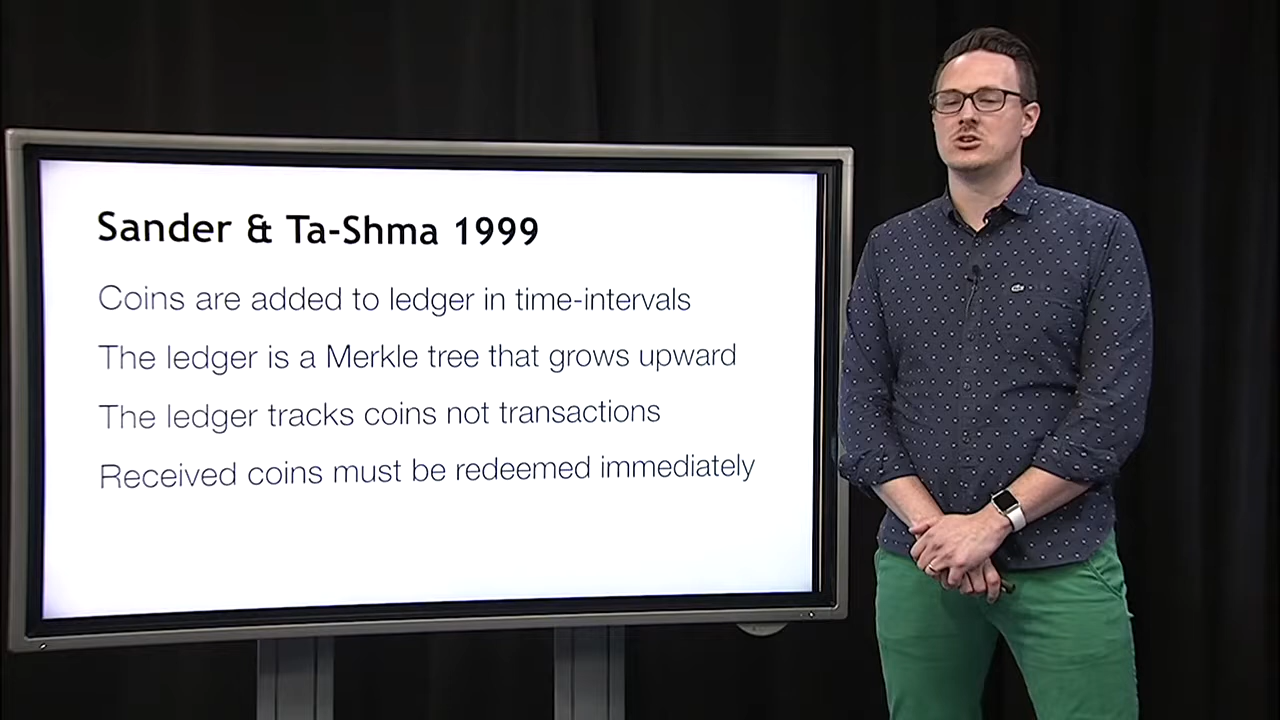 Sander & Ta-Shma 1999
Coins are added to ledger in time-intervals
The ledger is a Merkle tree that grows upward
The ledger tracks coins not transactions
Received coins must be redeemed immediately